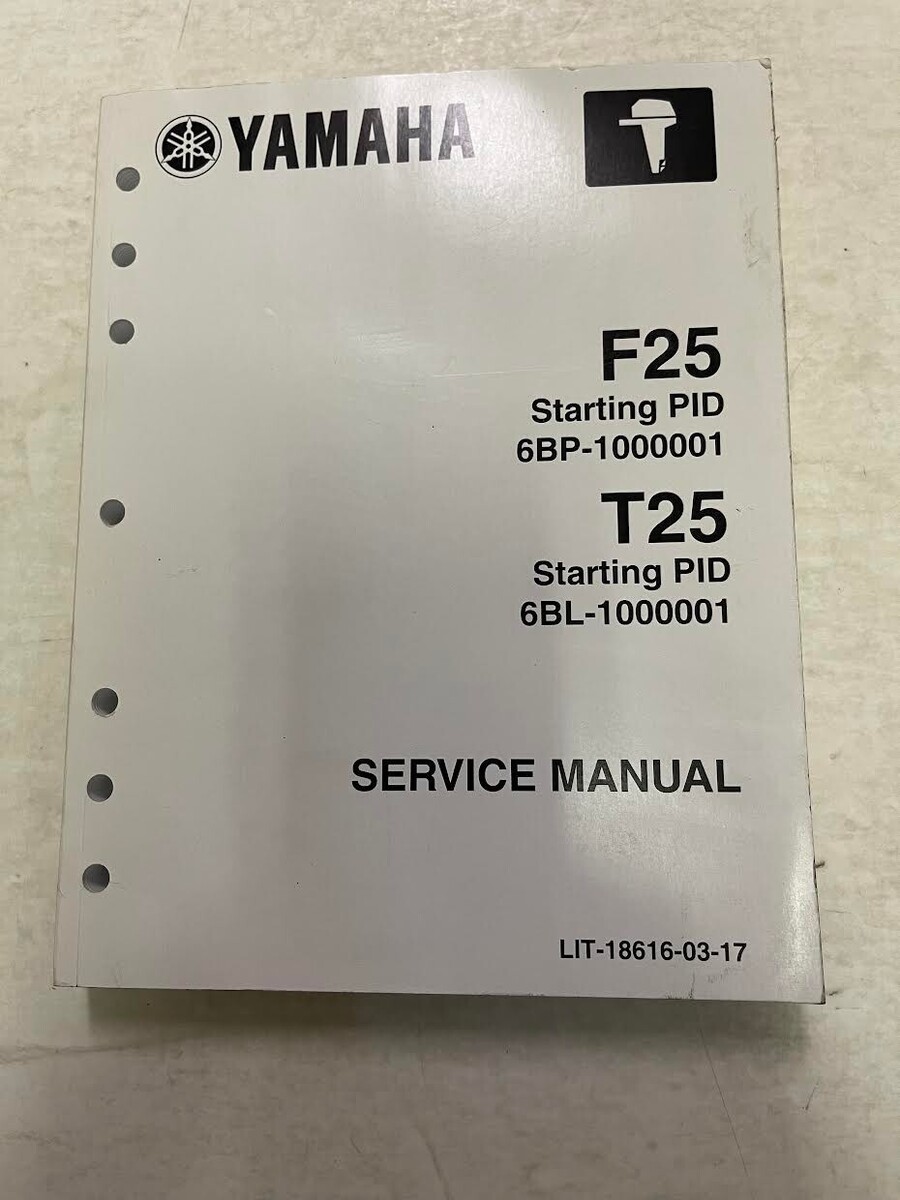 YAMAHA
F25
Starting PID
6BP-1000001
T25
Starting PID
6BL-1000001
SERVICE MANUAL
LIT-18616-03-17